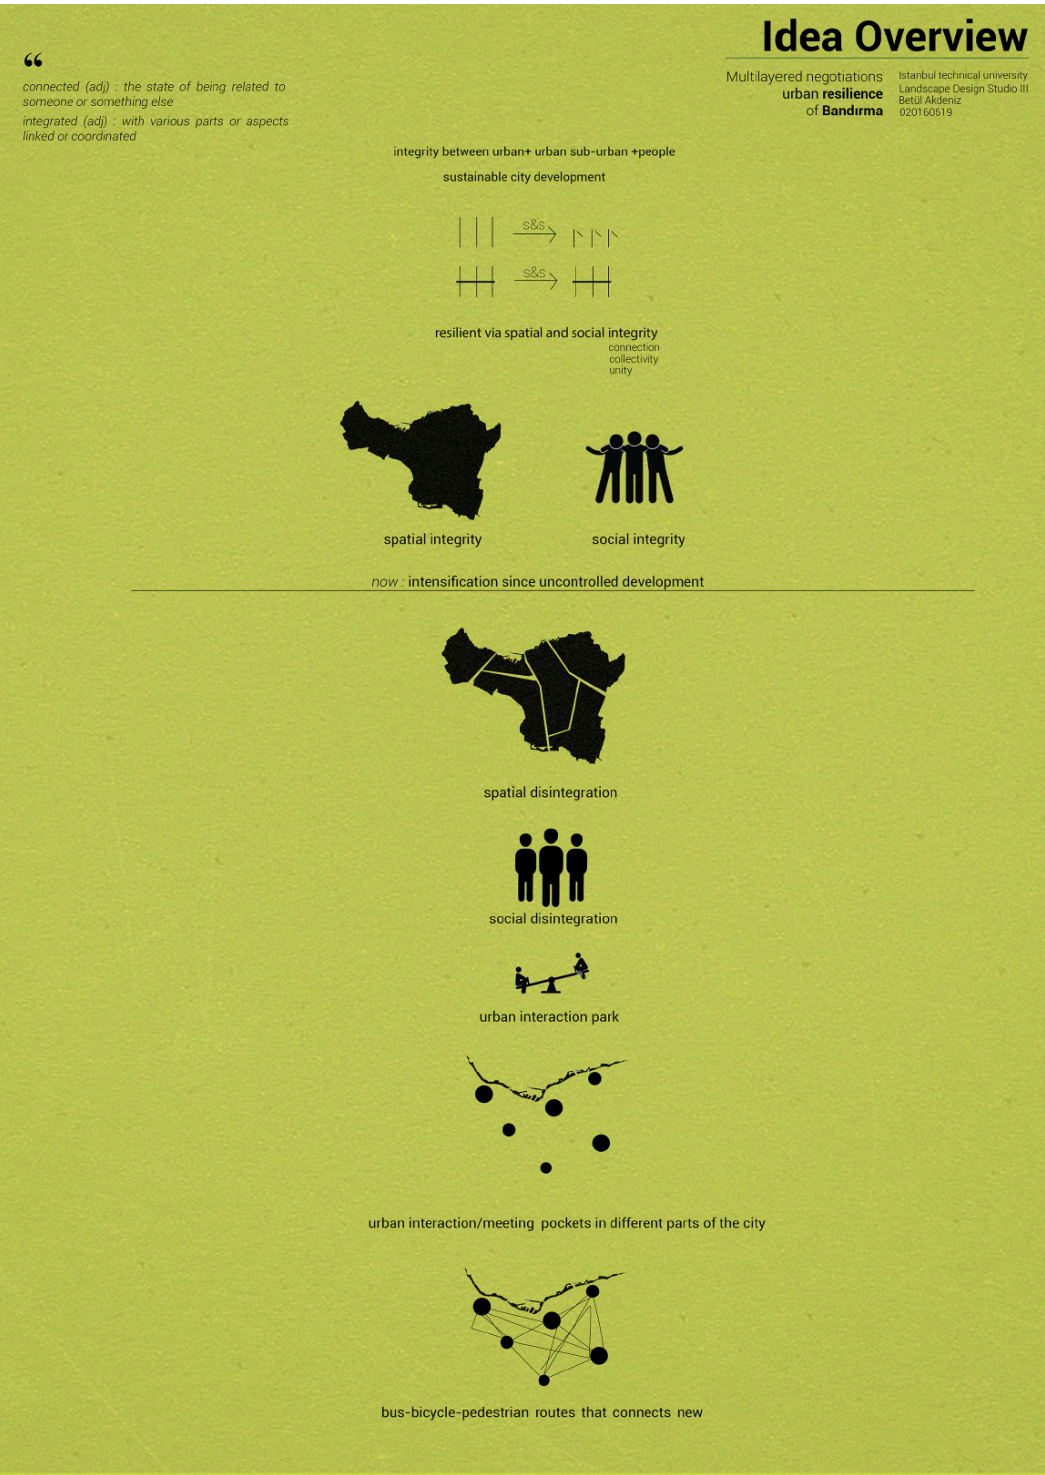 Idea Overview
Multilayered negotiations
urban resilience
of Bandırma
Istanbul technical university
Landscape Design Studio III
Betül Akdeniz
020160519
“
connected (adj) : the state of being related to
someone or something else
integrated (adj) : with various parts or aspects
linked or coordinated
integrity between urban+ urban sub-urban +people
sustainable city development
s&s
s&s
resilient via spatial and social integrity
connection
collectivity
unity
spatial integrity
social integrity
now : intensification since uncontrolled development
spatial disintegration
social disintegration
urban interaction park
urban interaction/meeting pockets in different parts of the city
bus-bicycle-pedestrian routes that connects new